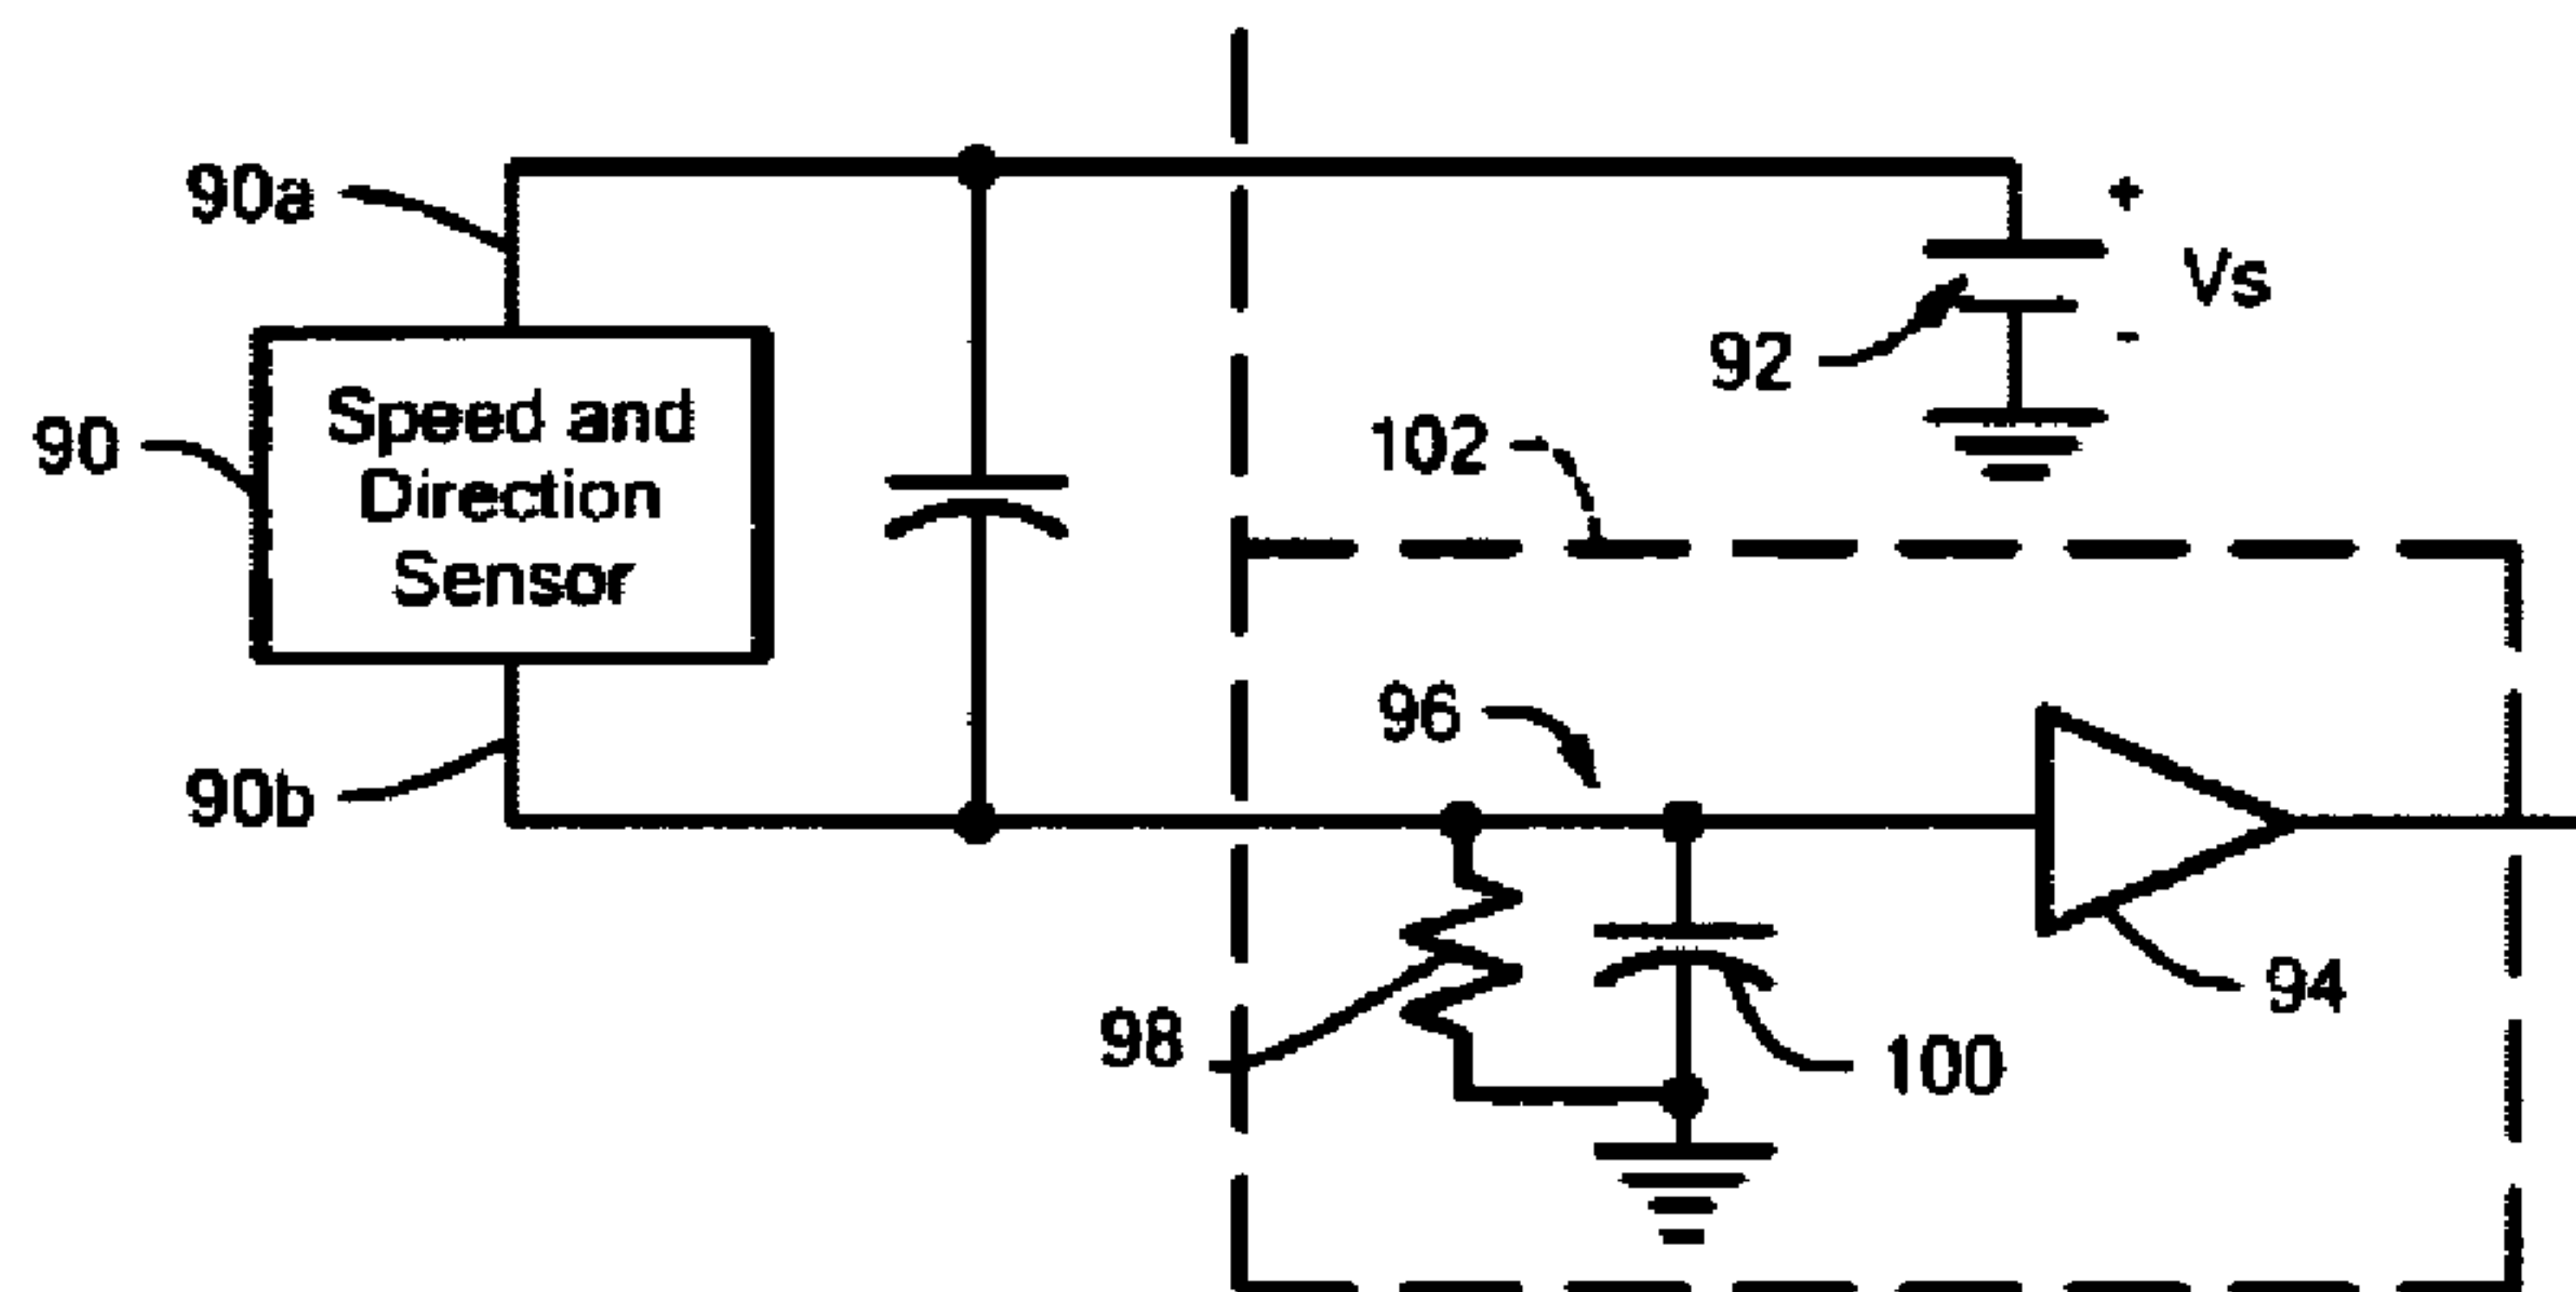 90a
+
Vs
-
92
90
Speed and
Direction
Sensor
102
96
90b
94
98
100